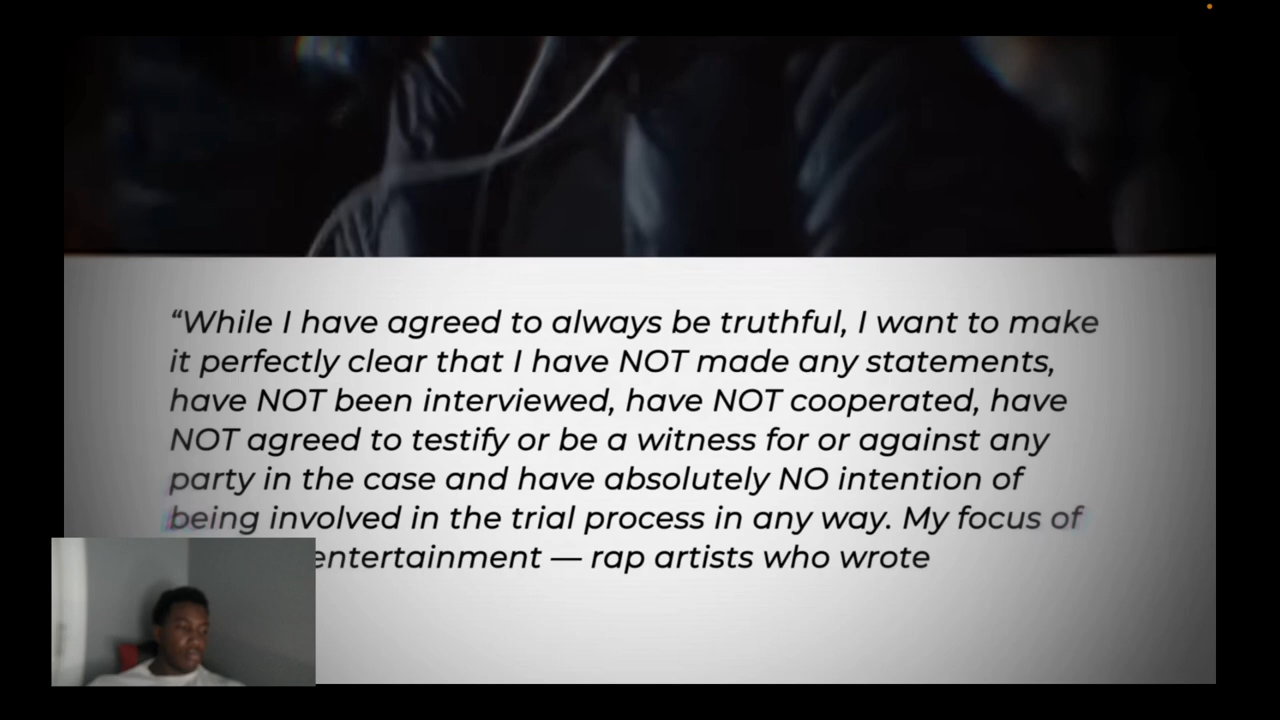 “While I have agreed to always be truthful, I want to make
it perfectly clear that I have NOT made any statements,
have NOT been interviewed, have NOT cooperated, have
NOT agreed to testify or be a witness for or against any
party in the case and have absolutely NO intention of
being involved in the trial process in any way. My focus of
entertainment — rap artists who wrote